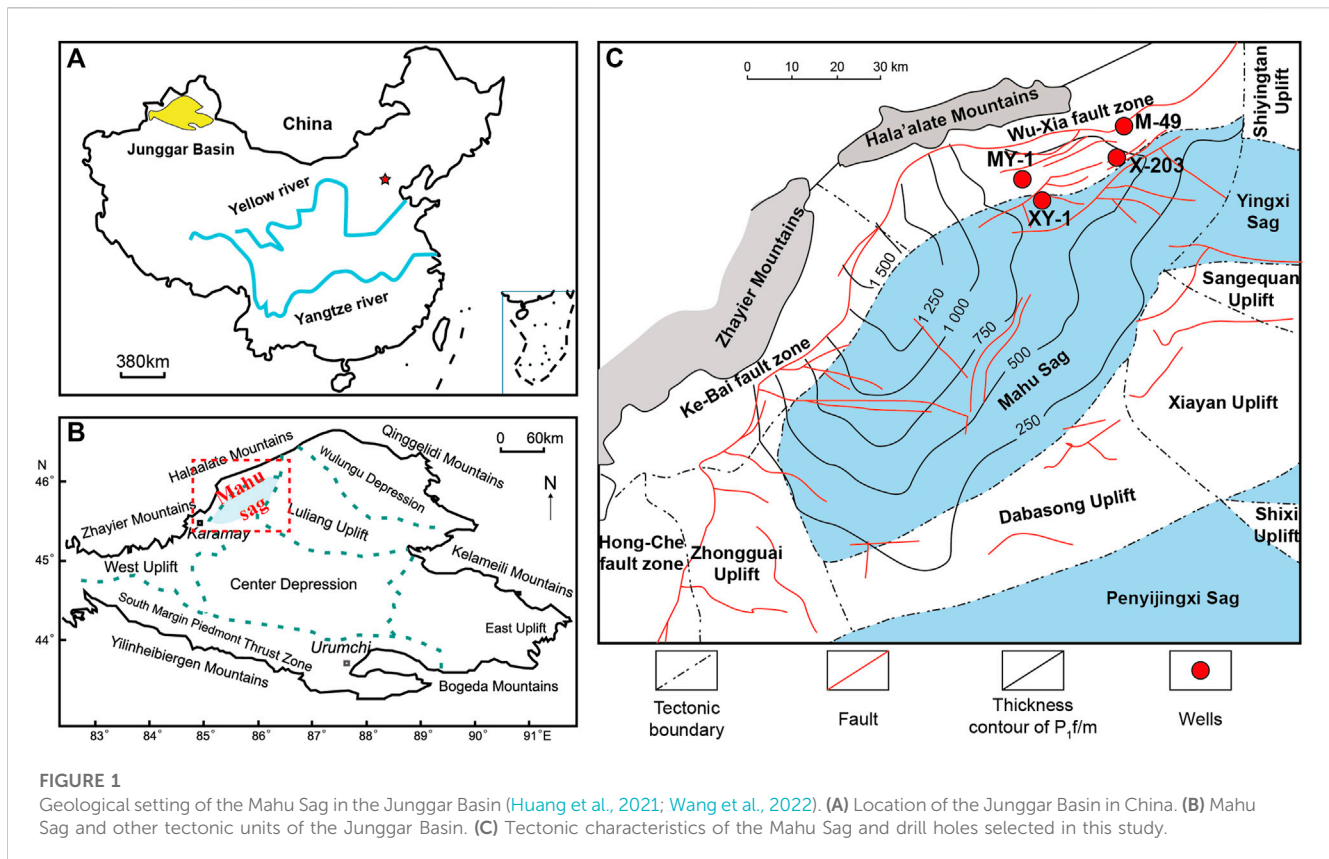 A
China
Junggar Basin
Yellow river
Yangtze river
380km
B
N
46°
45°
44°
83°
84°
85°
86°
87°
88°
89°
90°
91°E
0 60km
N
Halaalate Mountains
Qinggelidi Mountains
Wulungu Depression
Mahu
sag
Zhayier Mountains
Karamay
Luliang Uplift
West Uplift
Center Depression
Kelameili Mountains
South Margin Piedmont Thrust Zone
Urumchi
East Uplift
Yilinheibiergen Mountains
Bogeda Mountains
C
0 10 20 30 km
Hala'alate Mountains
Wu-Xia fault zone
Shiyingtan
Uplift
M-49
MY-1
X-203
XY-1
Yingxi
Sag
Zhayier Mountains
1 500
1 250
1 000
750
500
250
Sangequan
Uplift
Ke-Bai fault zone
Mahu Sag
Xiayan Uplift
Dabasong Uplift
Shixi
Uplift
Hong-Che
fault zone
Zhongguai
Uplift
Penyijingxi Sag
Tectonic
boundary
Fault
Thickness
contour of P₁f/m
Wells
FIGURE 1
Geological setting of the Mahu Sag in the Junggar Basin (Huang et al., 2021; Wang et al., 2022). (A) Location of the Junggar Basin in China. (B) Mahu
Sag and other tectonic units of the Junggar Basin. (C) Tectonic characteristics of the Mahu Sag and drill holes selected in this study.